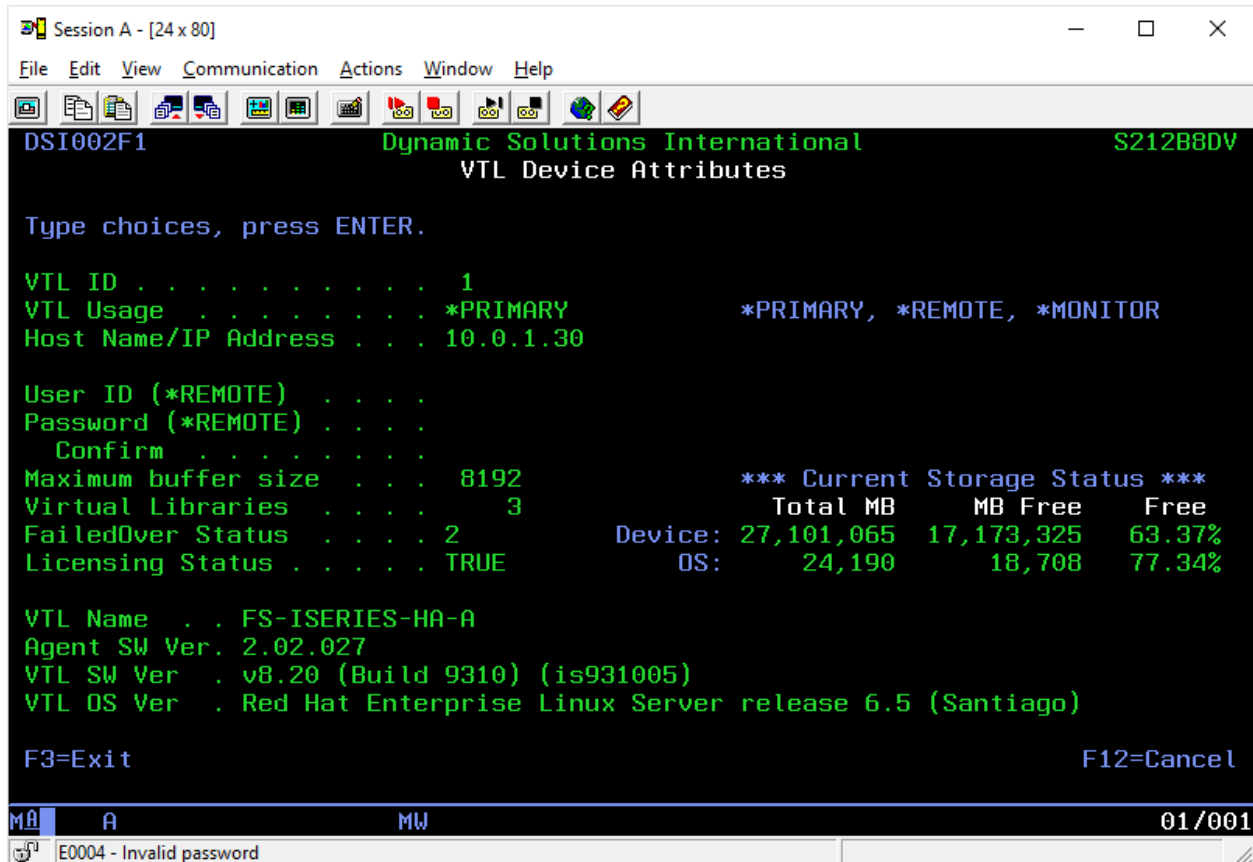 Session A - [24 x 80]
File Edit View Communication Actions Window Help
DSI002F1 Dynamic Solutions International S212B8DV
VTL Device Attributes
Type choices, press ENTER.
VTL ID . . . . . . . . . . 1
VTL Usage . . . . . . . . *PRIMARY *PRIMARY, *REMOTE, *MONITOR
Host Name/IP Address . . . 10.0.1.30
User ID (*REMOTE) . . . .
Password (*REMOTE) . . . .
Confirm . . . . . . . .
Maximum buffer size . . . 8192 *** Current Storage Status ***
Virtual Libraries . . . . 3 Total MB MB Free Free
FailedOver Status . . . . 2 Device: 27,101,065 17,173,325 63.37%
Licensing Status . . . . . TRUE OS: 24,190 18,708 77.34%
VTL Name . . FS-ISERIES-HA-A
Agent SW Ver. 2.02.027
VTL SW Ver . v8.20 (Build 9310) (is931005)
VTL OS Ver . Red Hat Enterprise Linux Server release 6.5 (Santiago)
F3=Exit F12=Cancel
MA A MW 01/001
E0004 - Invalid password